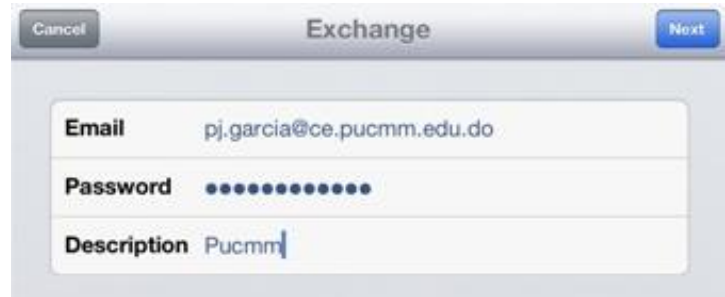 Cancel Exchange Next
Email pj.garcia@ce.pucmm.edu.do
Password ●●●●●●●●●●●●
Description Pucmm